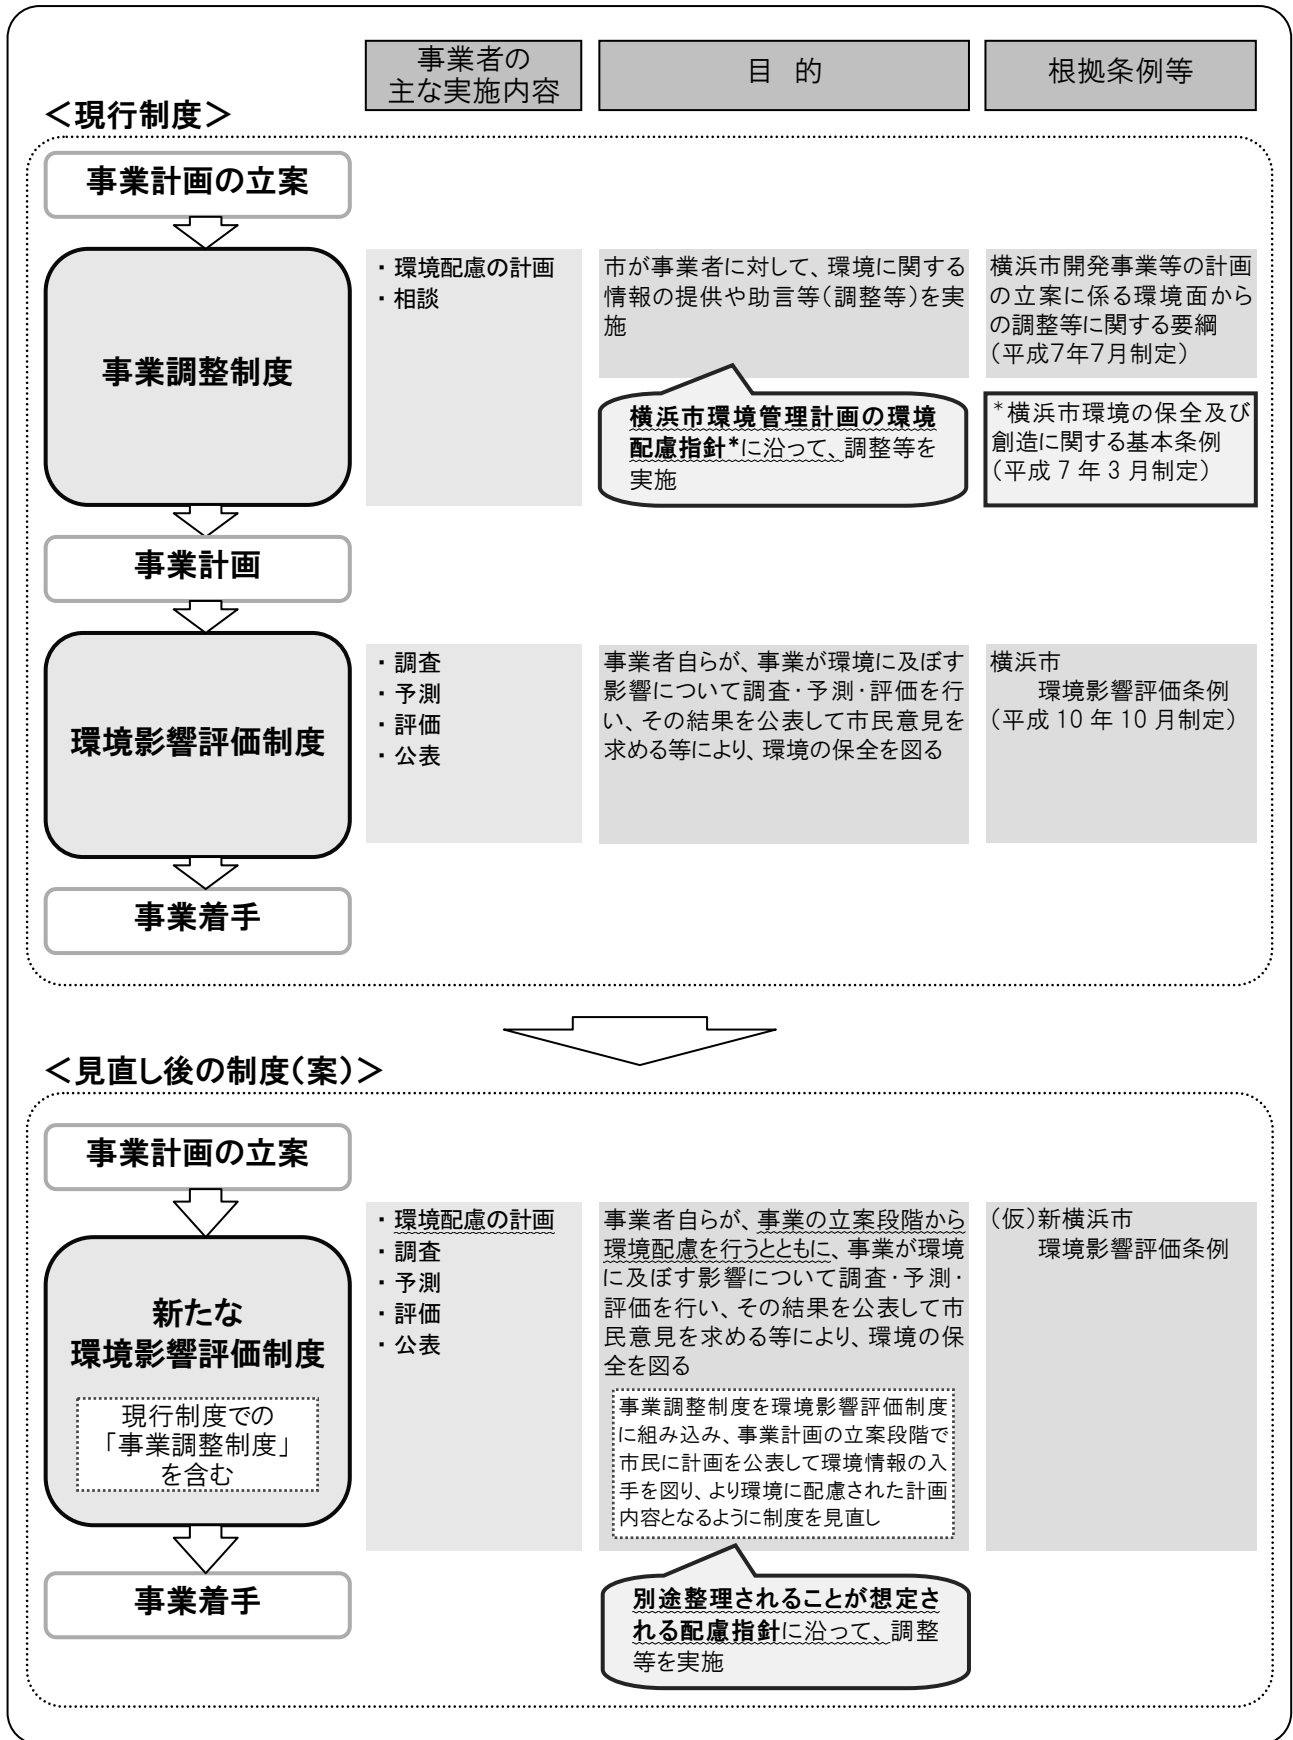 事業者の
主な実施内容
目 的
根拠条例等
＜現行制度＞
事業計画の立案
事業調整制度
・環境配慮の計画
・相談
市が事業者に対して、環境に関する
情報の提供や助言等（調整等）を実
施
横浜市環境管理計画の環境
配慮指針*に沿って、調整等を
実施
横浜市開発事業等の計画
の立案に係る環境面から
の調整等に関する要綱
（平成7年7月制定）
*横浜市環境の保全及び
創造に関する基本条例
（平成 7 年 3 月制定）
事業計画
環境影響評価制度
・調査
・予測
・評価
・公表
事業者自らが、事業が環境に及ぼす
影響について調査・予測・評価を行
い、その結果を公表して市民意見を
求める等により、環境の保全を図る
横浜市
環境影響評価条例
（平成 10 年 10 月制定）
事業着手
＜見直し後の制度（案）＞
事業計画の立案
新たな
環境影響評価制度
現行制度での
「事業調整制度」
を含む
・環境配慮の計画
・調査
・予測
・評価
・公表
事業者自らが、事業の立案段階から
環境配慮を行うとともに、事業が環境
に及ぼす影響について調査・予測・
評価を行い、その結果を公表して市
民意見を求める等により、環境の保
全を図る
事業調整制度を環境影響評価制度
に組み込み、事業計画の立案段階で
市民に計画を公表して環境情報の入
手を図り、より環境に配慮された計画
内容となるように制度を見直し
別途整理されることが想定さ
れる配慮指針に沿って、調整
等を実施
（仮）新横浜市
環境影響評価条例
事業着手